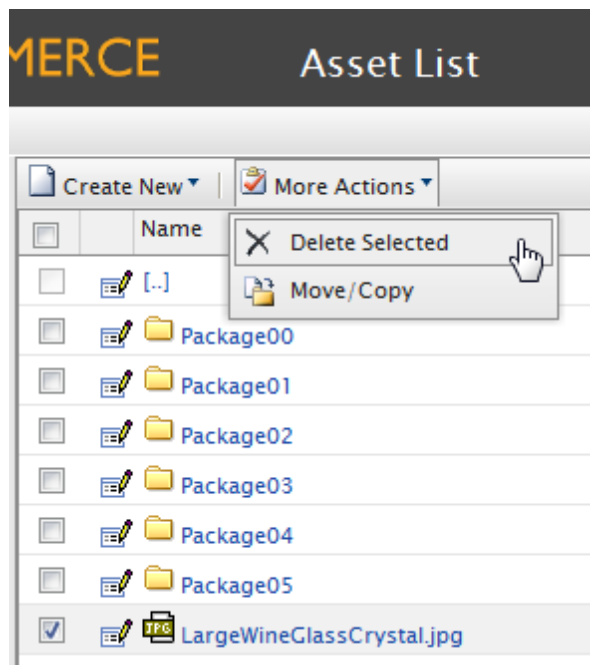 MERCE Asset List
Create New More Actions
Name
Delete Selected
[..]
Move/Copy
Package00
Package01
Package02
Package03
Package04
Package05
JPG LargeWineGlassCrystal.jpg